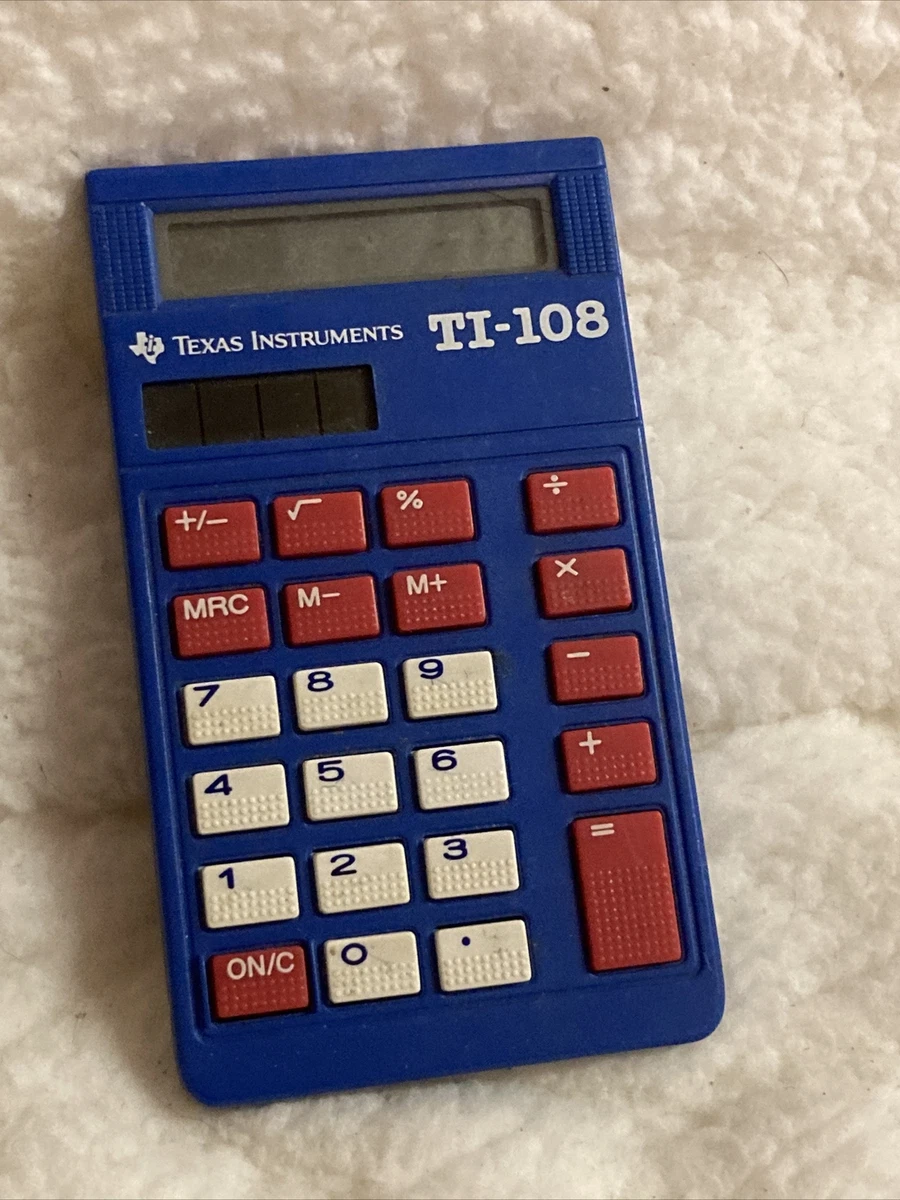 TEXAS INSTRUMENTS TI-108
+/− √ % ÷
MRC M− M+ ×
7 8 9 −
4 5 6 +
1 2 3 =
ON/C 0 .